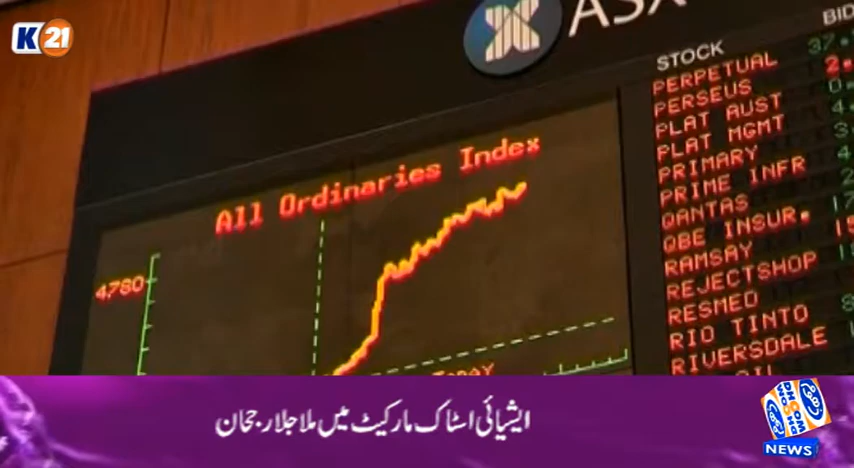 K21
ASX
BID
STOCK
PERPETUAL
PERSEUS
PLAT AUST
PLAT MGMT
PRIMARY
PRIME INFR
QANTAS
QBE INSUR.
RAMSAY
REJECTSHOP
RESMED
RIO TINTO
RIVERSDALE
All Ordinaries Index
4,780
TODAY
ایشیائی اسٹاک مارکیٹ میں ملا جلا رجحان
NEWS